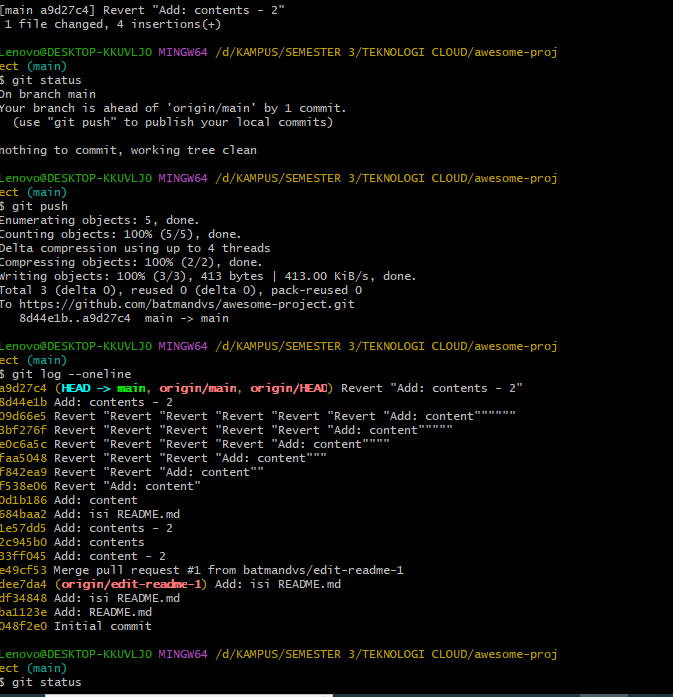 [main a9d27c4] Revert "Add: contents - 2"
 1 file changed, 4 insertions(+)
Lenovo@DESKTOP-KKUVLJO MINGW64 /d/KAMPUS/SEMESTER 3/TEKNOLOGI CLOUD/awesome-proj
ect (main)
$ git status
On branch main
Your branch is ahead of 'origin/main' by 1 commit.
  (use "git push" to publish your local commits)
nothing to commit, working tree clean
Lenovo@DESKTOP-KKUVLJO MINGW64 /d/KAMPUS/SEMESTER 3/TEKNOLOGI CLOUD/awesome-proj
ect (main)
$ git push
Enumerating objects: 5, done.
Counting objects: 100% (5/5), done.
Delta compression using up to 4 threads
Compressing objects: 100% (2/2), done.
Writing objects: 100% (3/3), 413 bytes | 413.00 KiB/s, done.
Total 3 (delta 0), reused 0 (delta 0), pack-reused 0
To https://github.com/batmandvs/awesome-project.git
   8d44e1b..a9d27c4  main -> main
Lenovo@DESKTOP-KKUVLJO MINGW64 /d/KAMPUS/SEMESTER 3/TEKNOLOGI CLOUD/awesome-proj
ect (main)
$ git log --oneline
a9d27c4 (HEAD -> main, origin/main, origin/HEAD) Revert "Add: contents - 2"
8d44e1b Add: contents - 2
09d66e5 Revert "Revert "Revert "Revert "Revert "Revert "Add: content""""""
3bf276f Revert "Revert "Revert "Revert "Revert "Add: content"""""
e0c6a5c Revert "Revert "Revert "Revert "Add: content""""
faa5048 Revert "Revert "Revert "Add: content"""
f842ea9 Revert "Revert "Add: content""
f538e06 Revert "Add: content"
0d1b186 Add: content
684baa2 Add: isi README.md
1e57dd5 Add: contents - 2
2c945b0 Add: contents
33ff045 Add: content - 2
e49cf53 Merge pull request #1 from batmandvs/edit-readme-1
dee7da4 (origin/edit-readme-1) Add: isi README.md
df34848 Add: isi README.md
ba1123e Add: README.md
048f2e0 Initial commit
Lenovo@DESKTOP-KKUVLJO MINGW64 /d/KAMPUS/SEMESTER 3/TEKNOLOGI CLOUD/awesome-proj
ect (main)
$ git status